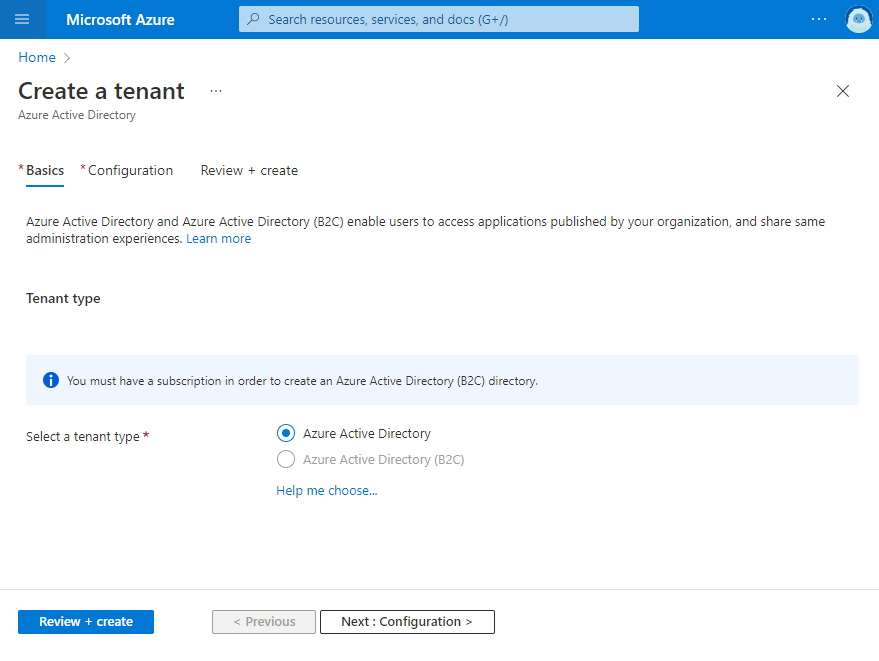 Microsoft Azure
Search resources, services, and docs (G+/)
...
Home >
Create a tenant ...
Azure Active Directory
* Basics * Configuration Review + create
Azure Active Directory and Azure Active Directory (B2C) enable users to access applications published by your organization, and share same
administration experiences. Learn more
Tenant type
You must have a subscription in order to create an Azure Active Directory (B2C) directory.
Select a tenant type *
Azure Active Directory
Azure Active Directory (B2C)
Help me choose...
Review + create < Previous Next : Configuration >